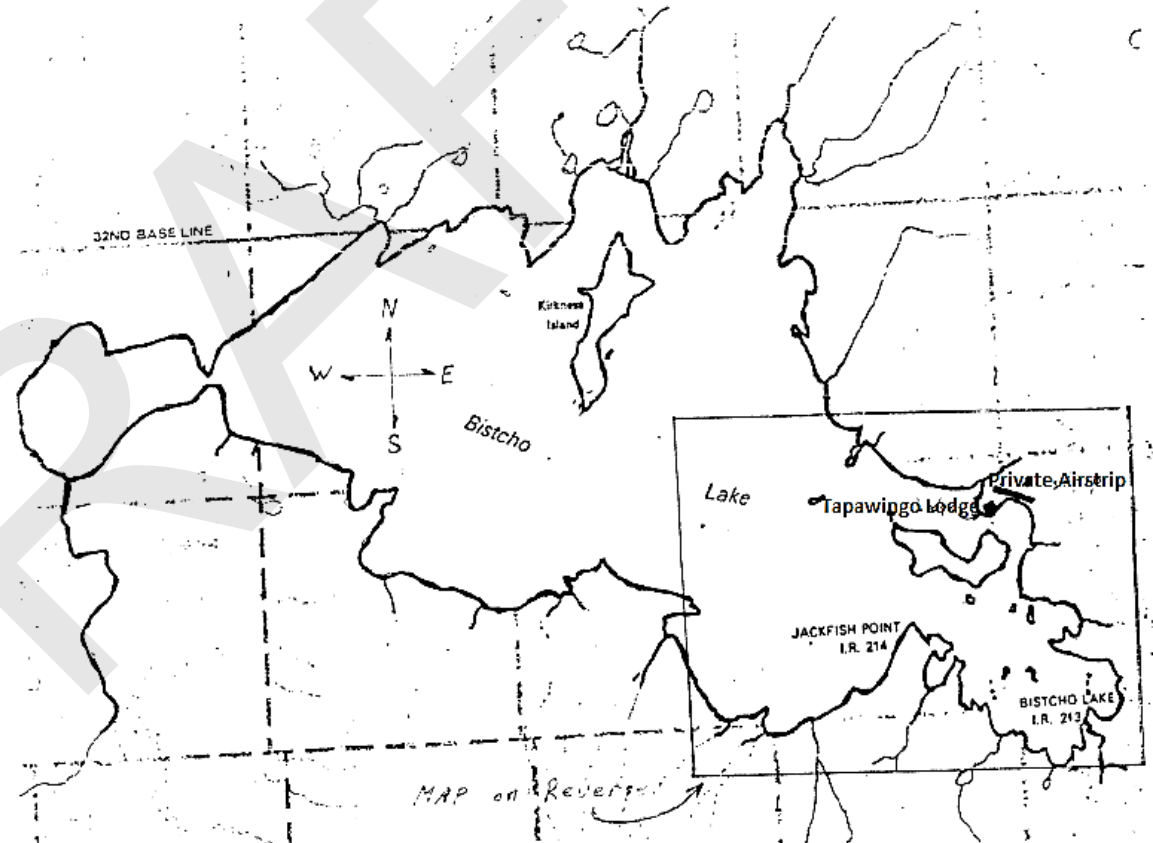 C
32ND BASE LINE
N
Kirkness
Island
W E
S
Bistcho
Lake
Private Airstrip
Tapawingo Lodge
JACKFISH POINT
I.R. 214
BISTCHO LAKE
I.R. 213
MAP on Reverse